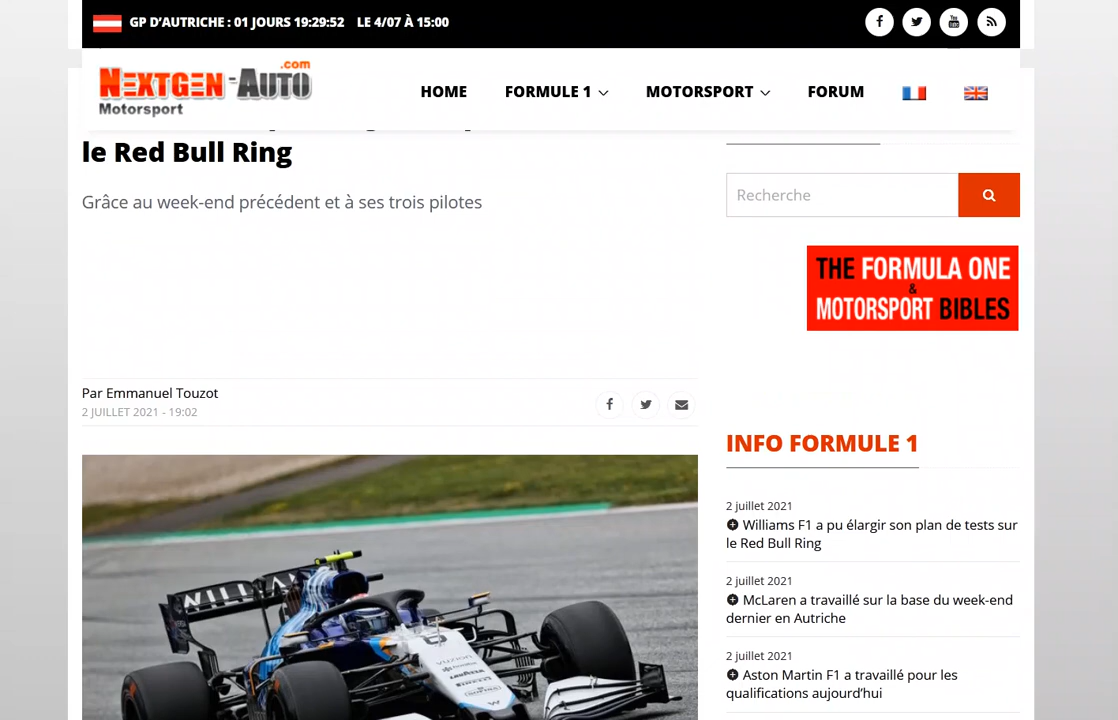 GP D'AUTRICHE : 01 JOURS 19:29:52 LE 4/07 À 15:00
NEXTGEN-AUTO
.com
Motorsport
HOME FORMULE 1 MOTORSPORT FORUM
le Red Bull Ring
Grâce au week-end précédent et à ses trois pilotes
Par Emmanuel Touzot
2 JUILLET 2021 - 19:02
WILLIAMS
6
vuzion
Recherche
THE FORMULA ONE
&
MOTORSPORT BIBLES
INFO FORMULE 1
2 juillet 2021
Williams F1 a pu élargir son plan de tests sur
le Red Bull Ring
2 juillet 2021
McLaren a travaillé sur la base du week-end
dernier en Autriche
2 juillet 2021
Aston Martin F1 a travaillé pour les
qualifications aujourd'hui